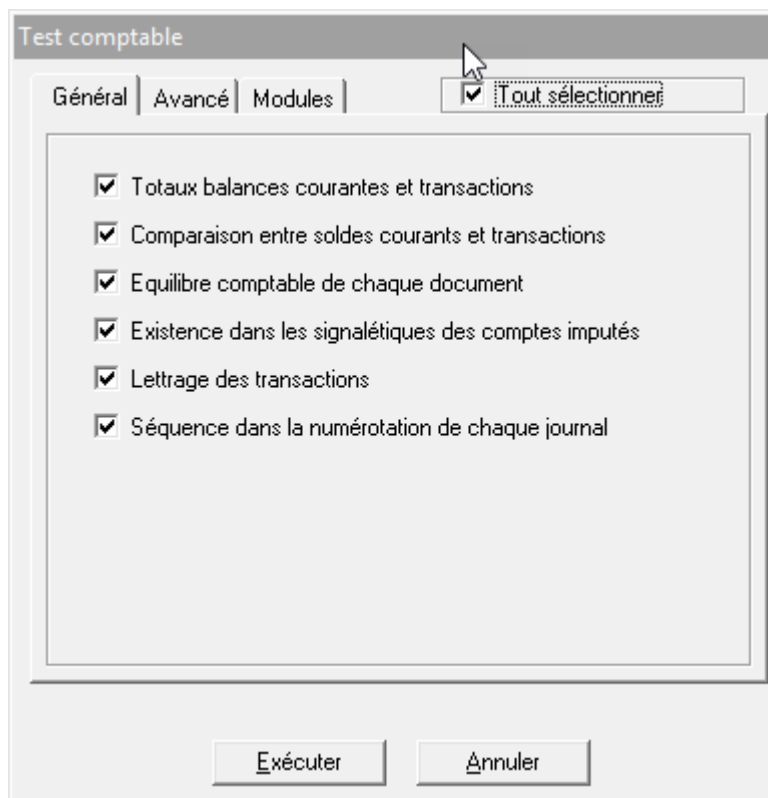 Test comptable
Général Avancé Modules Tout sélectionner
Totaux balances courantes et transactions
Comparaison entre soldes courants et transactions
Equilibre comptable de chaque document
Existence dans les signalétiques des comptes imputés
Lettrage des transactions
Séquence dans la numérotation de chaque journal
Exécuter Annuler